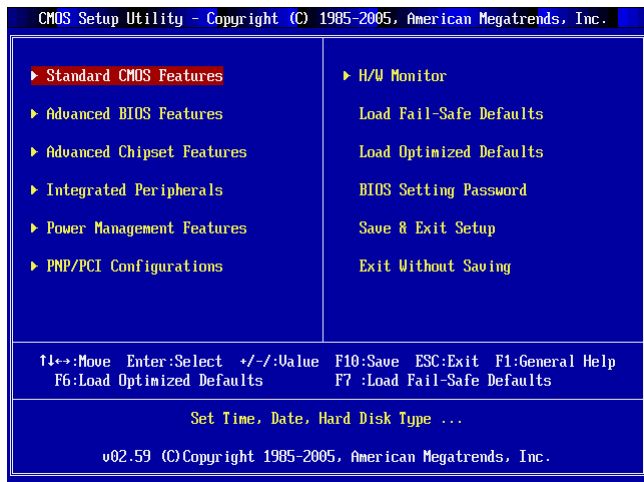 CMOS Setup Utility - Copyright (C) 1985-2005, American Megatrends, Inc.
▶ Standard CMOS Features
▶ Advanced BIOS Features
▶ Advanced Chipset Features
▶ Integrated Peripherals
▶ Power Management Features
▶ PNP/PCI Configurations
▶ H/W Monitor
Load Fail-Safe Defaults
Load Optimized Defaults
BIOS Setting Password
Save & Exit Setup
Exit Without Saving
↑↓←→:Move Enter:Select +/-/:Value F10:Save ESC:Exit F1:General Help
F6:Load Optimized Defaults F7 :Load Fail-Safe Defaults
Set Time, Date, Hard Disk Type ...
v02.59 (C)Copyright 1985-2005, American Megatrends, Inc.